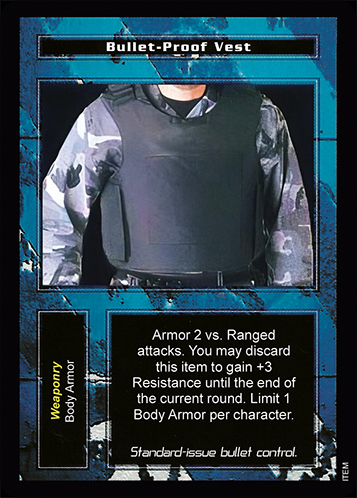 Bullet-Proof Vest
Weaponry
Body Armor
Armor 2 vs. Ranged
attacks. You may discard
this item to gain +3
Resistance until the end of
the current round. Limit 1
Body Armor per character.
Standard-issue bullet control.
ITEM